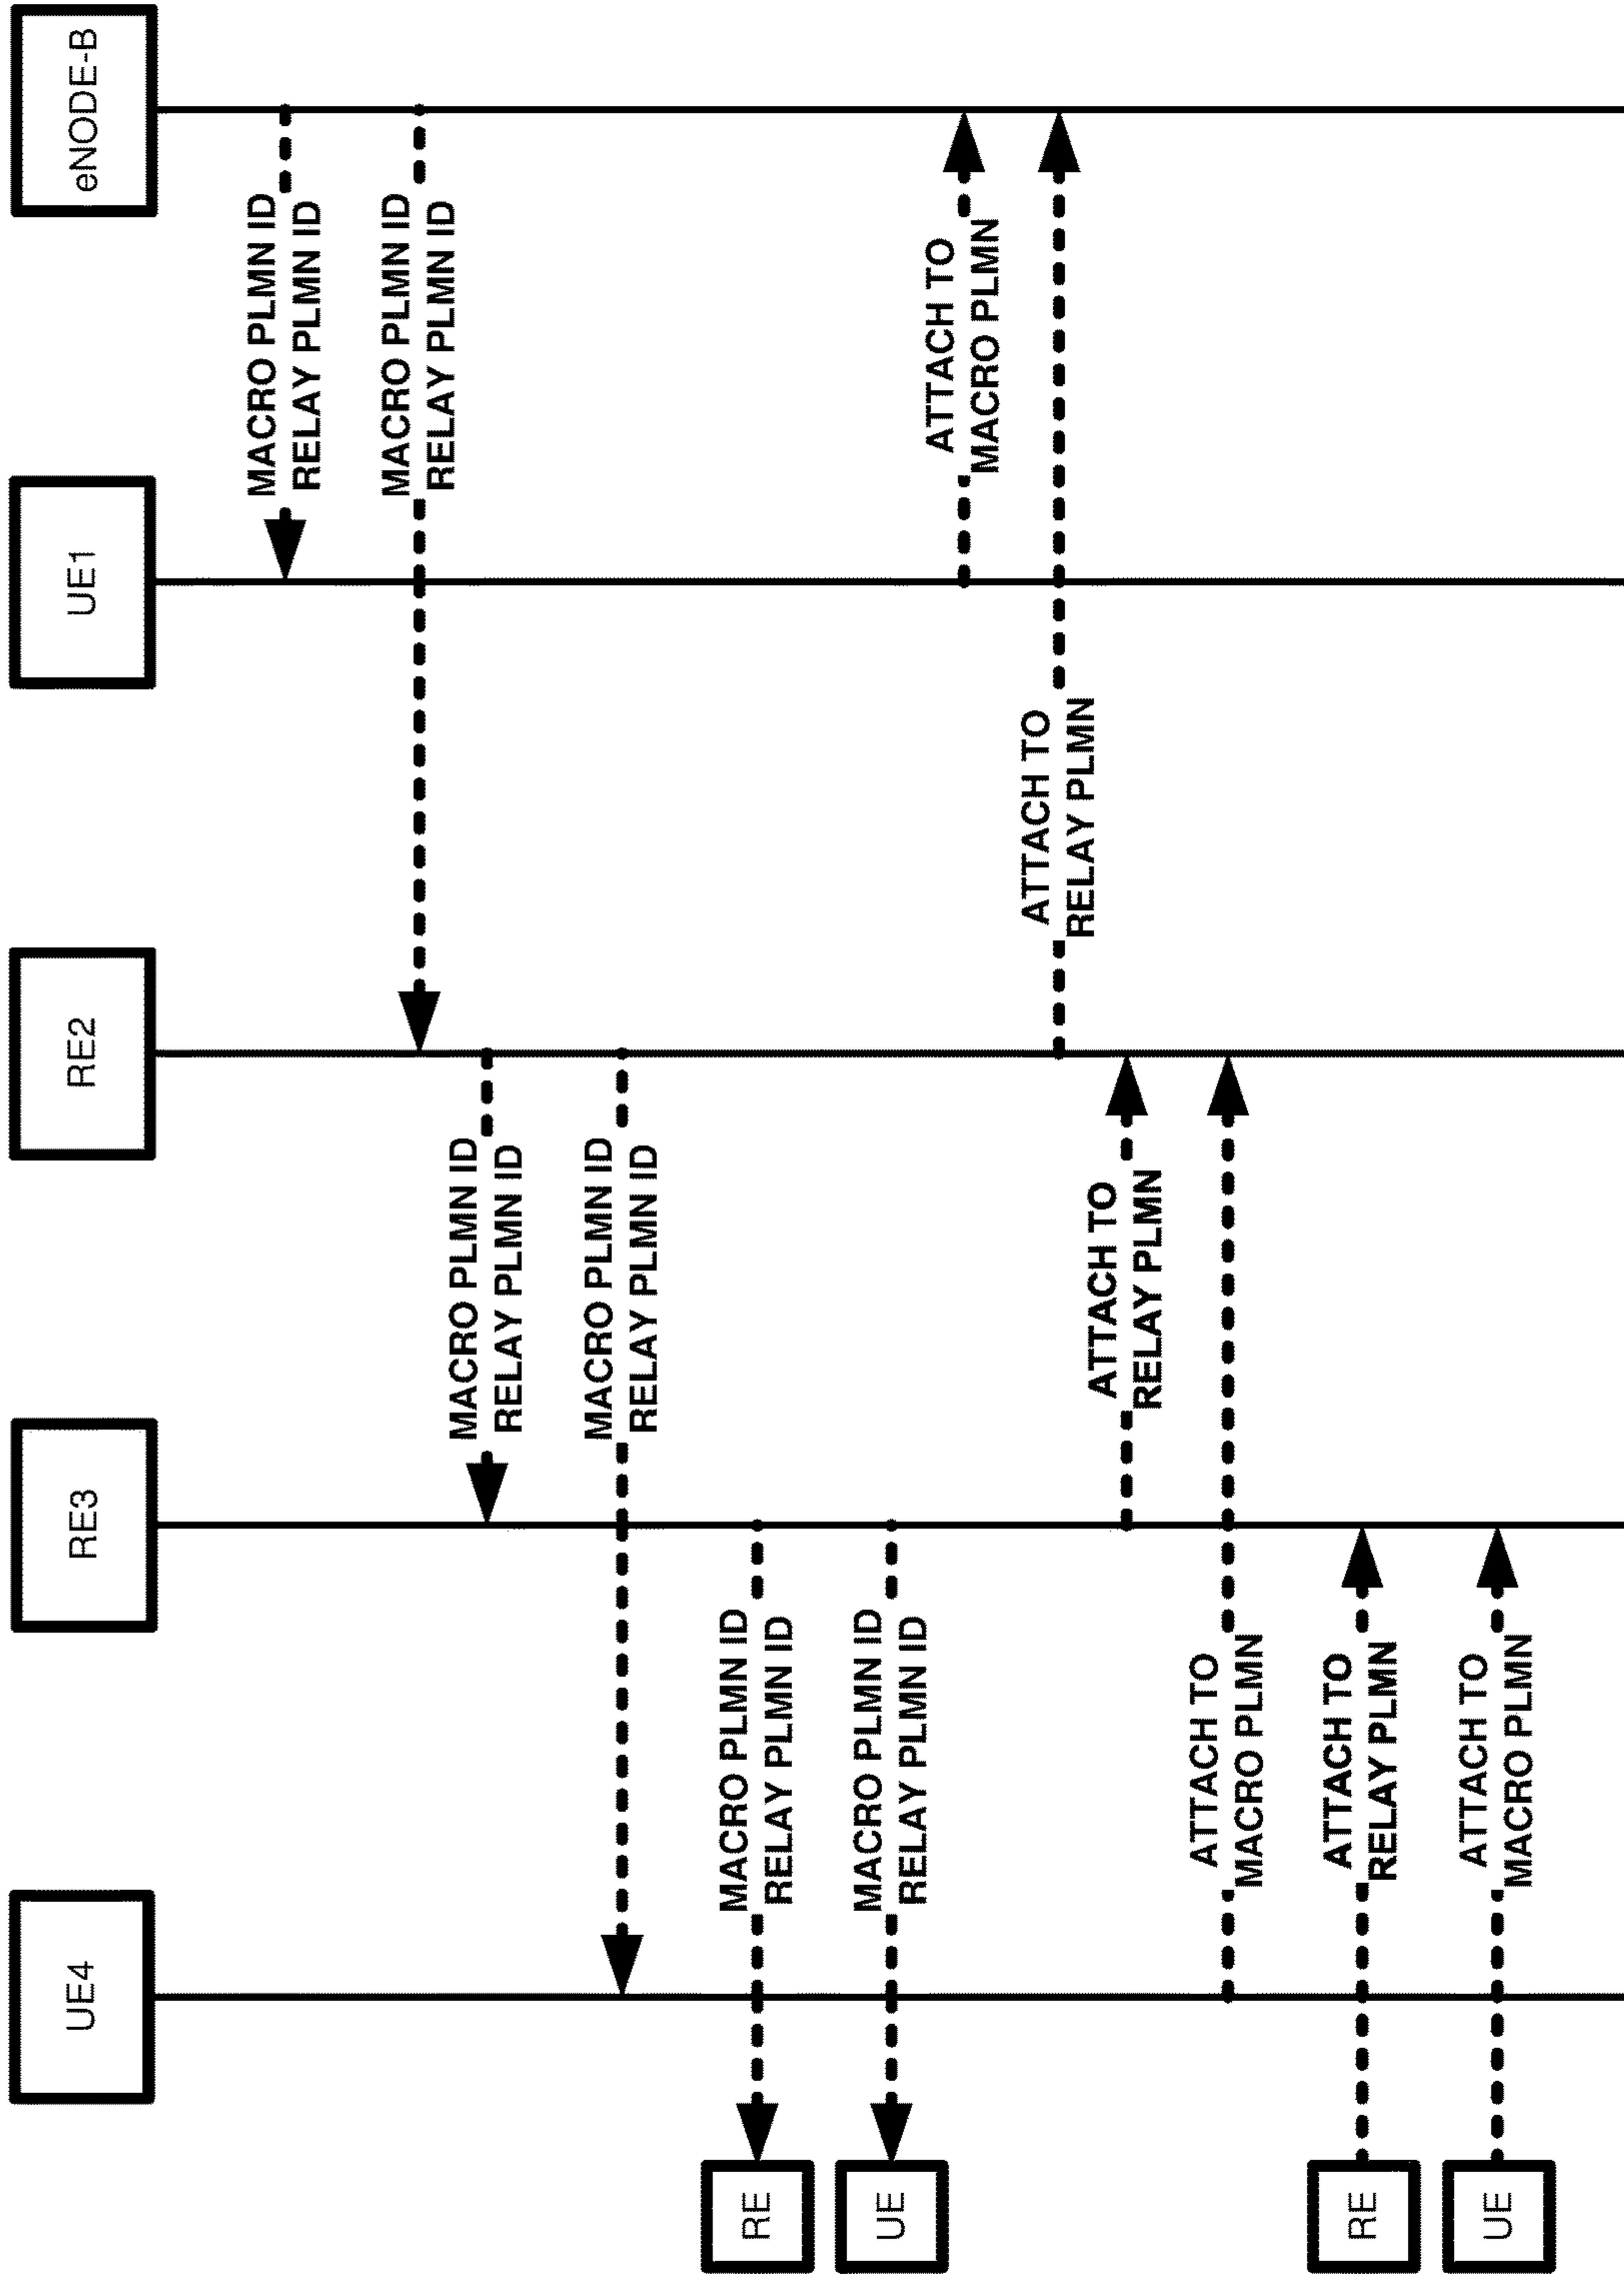 UE4
RE3
RE2
UE1
eNODE-B
MACRO PLMN ID
RELAY PLMN ID
MACRO PLMN ID
RELAY PLMN ID
MACRO PLMN ID
RELAY PLMN ID
MACRO PLMN ID
RELAY PLMN ID
RE
MACRO PLMN ID
RELAY PLMN ID
UE
MACRO PLMN ID
RELAY PLMN ID
ATTACH TO
MACRO PLMN
ATTACH TO
RELAY PLMN
ATTACH TO
RELAY PLMN
ATTACH TO
MACRO PLMN
RE
ATTACH TO
RELAY PLMN
UE
ATTACH TO
MACRO PLMN